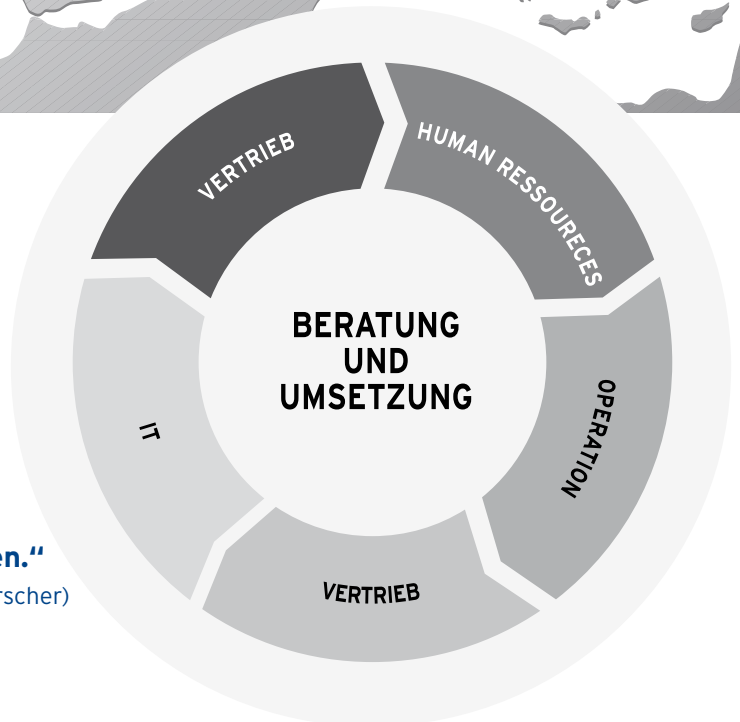 VERTRIEB
HUMAN RESSOURECES
OPERATION
VERTRIEB
IT
BERATUNG
UND
UMSETZUNG
en.“
rscher)